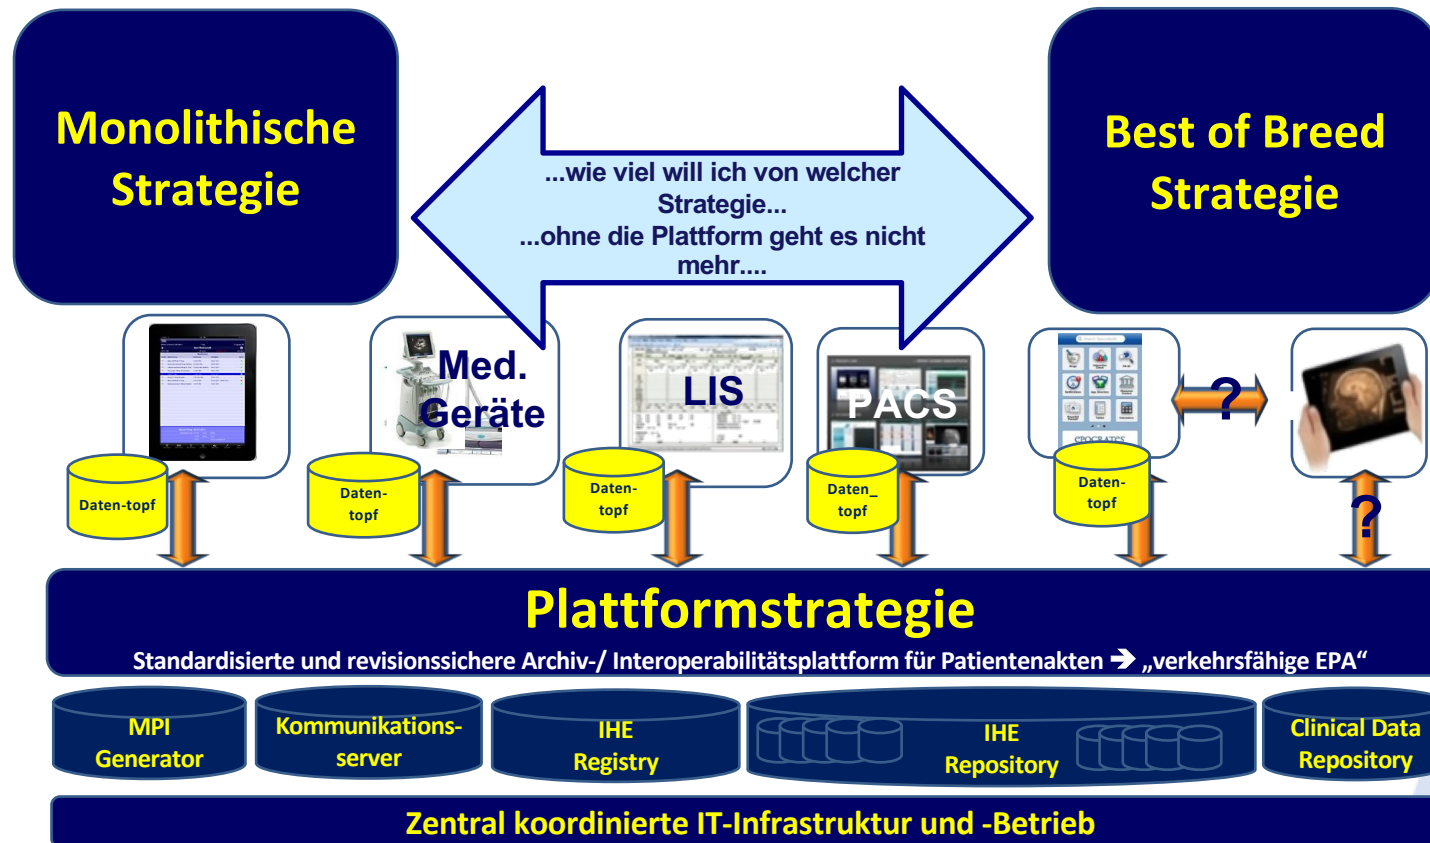 Monolithische
Strategie
...wie viel will ich von welcher
Strategie...
...ohne die Plattform geht es nicht
mehr....
Best of Breed
Strategie
Med.
Geräte
LIS
PACS
EPOCRATES
?
?
Daten-topf
Daten-
topf
Daten-
topf
Daten_
topf
Daten-
topf
Plattformstrategie
Standardisierte und revisionssichere Archiv-/ Interoperabilitätsplattform für Patientenakten ➔ „verkehrsfähige EPA“
MPI
Generator
Kommunikations-
server
IHE
Registry
IHE
Repository
Clinical Data
Repository
Zentral koordinierte IT-Infrastruktur und -Betrieb